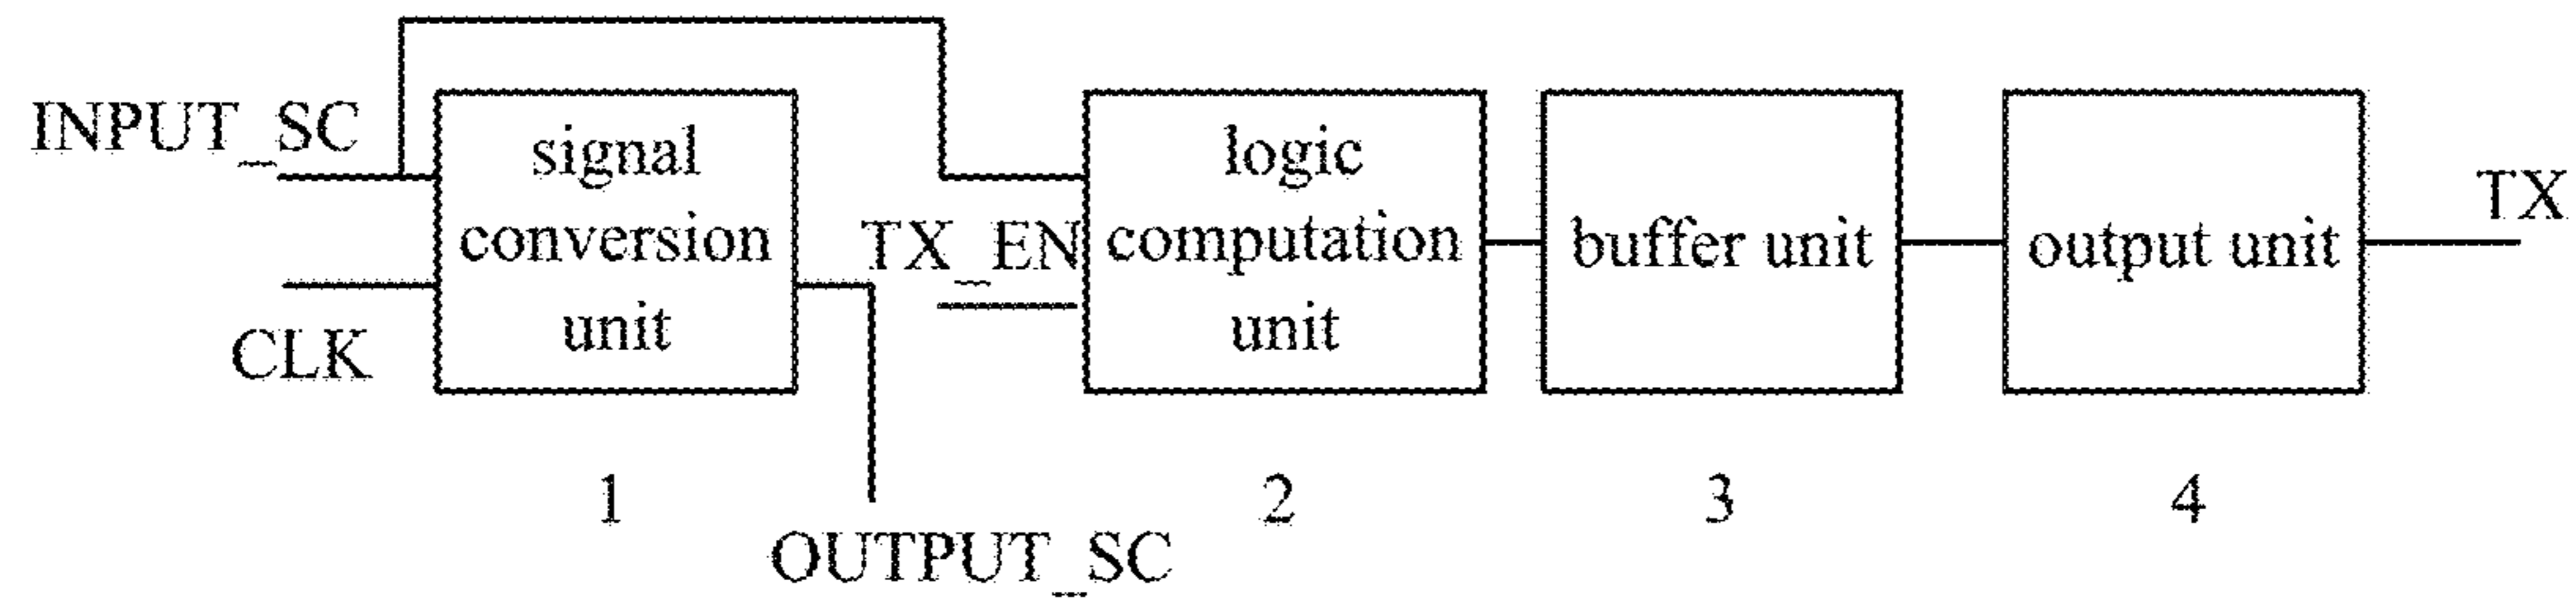 INPUT_SC
CLK
signal
conversion
unit
OUTPUT_SC
TX_EN
logic
computation
unit
buffer unit
output unit
TX
1
2
3
4